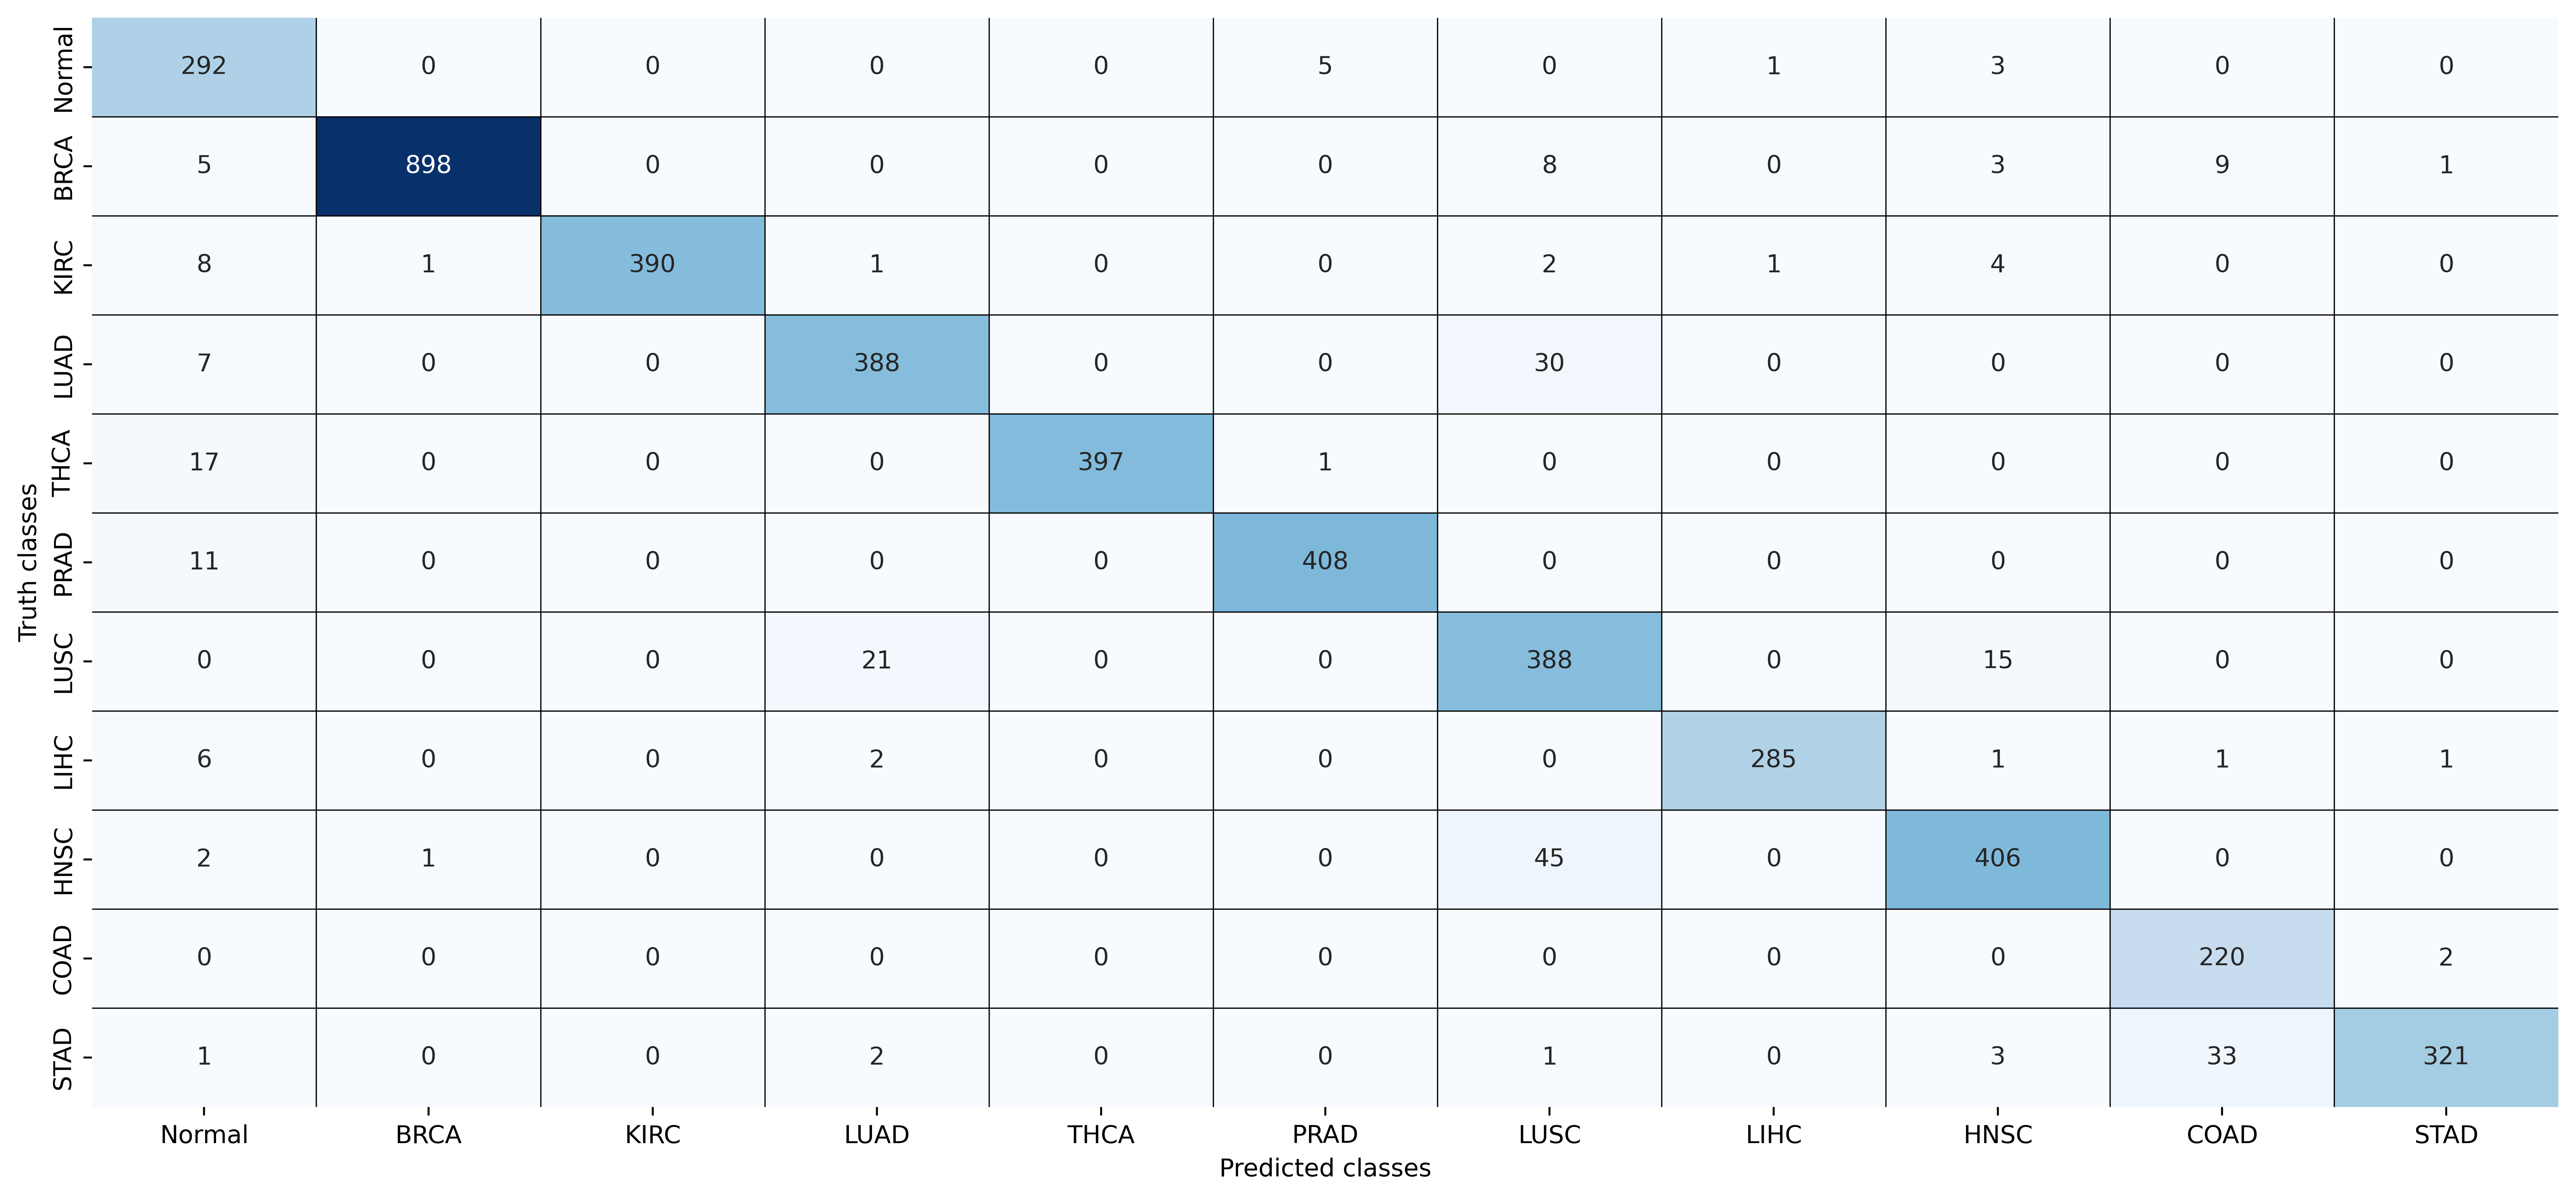 Truth classes
Normal 292 0 0 0 0 5 0 1 3 0 0
BRCA 5 898 0 0 0 0 8 0 3 9 1
KIRC 8 1 390 1 0 0 2 1 4 0 0
LUAD 7 0 0 388 0 0 30 0 0 0 0
THCA 17 0 0 0 397 1 0 0 0 0 0
PRAD 11 0 0 0 0 408 0 0 0 0 0
LUSC 0 0 0 21 0 0 388 0 15 0 0
LIHC 6 0 0 2 0 0 0 285 1 1 1
HNSC 2 1 0 0 0 0 45 0 406 0 0
COAD 0 0 0 0 0 0 0 0 0 220 2
STAD 1 0 0 2 0 0 1 0 3 33 321
Normal BRCA KIRC LUAD THCA PRAD LUSC LIHC HNSC COAD STAD
Predicted classes